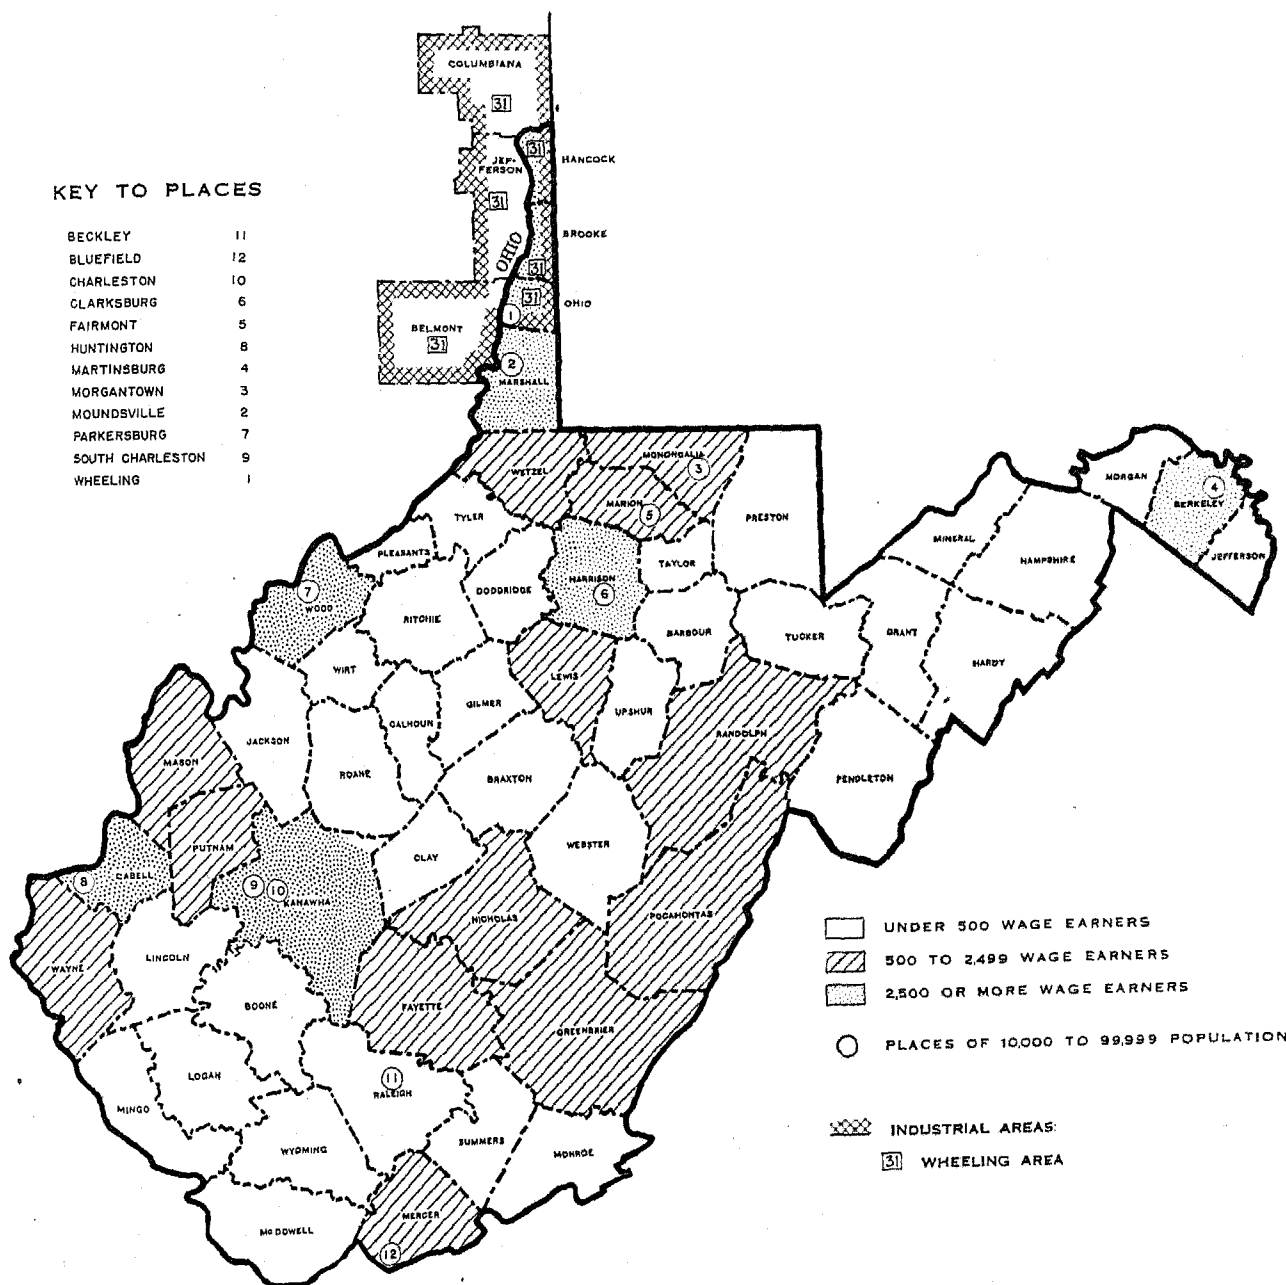 COLUMBIANA
31
JEF-
FERSON
31
31
HANCOCK
BROOKE
31
OHIO
31
OHIO
1
BELMONT
31
2
MARSHALL
KEY TO PLACES
BECKLEY 11
BLUEFIELD 12
CHARLESTON 10
CLARKSBURG 6
FAIRMONT 5
HUNTINGTON 8
MARTINSBURG 4
MORGANTOWN 3
MOUNDSVILLE 2
PARKERSBURG 7
SOUTH CHARLESTON 9
WHEELING 1
WETZEL
MONONGALIA
3
MARION
5
TYLER
PRESTON
PLEASANTS
TAYLOR
MINERAL
HAMPSHIRE
MORGAN
4
BERKELEY
JEFFERSON
7
WOOD
DODDRIDGE
HARRISON
6
RITCHIE
BARBOUR
TUCKER
GRANT
HARDY
WIRT
LEWIS
GILMER
UPSHUR
CALHOUN
RANDOLPH
JACKSON
MASON
ROANE
BRAXTON
PENDLETON
PUTNAM
CLAY
WEBSTER
8
CABELL
9
10
KANAWHA
NICHOLAS
POCAHONTAS
WAYNE
LINCOLN
BOONE
FAYETTE
GREENBRIER
LOGAN
11
RALEIGH
MINGO
WYOMING
SUMMERS
MONROE
MCDOWELL
MERCER
12
UNDER 500 WAGE EARNERS
500 TO 2,499 WAGE EARNERS
2,500 OR MORE WAGE EARNERS
PLACES OF 10,000 TO 99,999 POPULATION
INDUSTRIAL AREAS:
31 WHEELING AREA